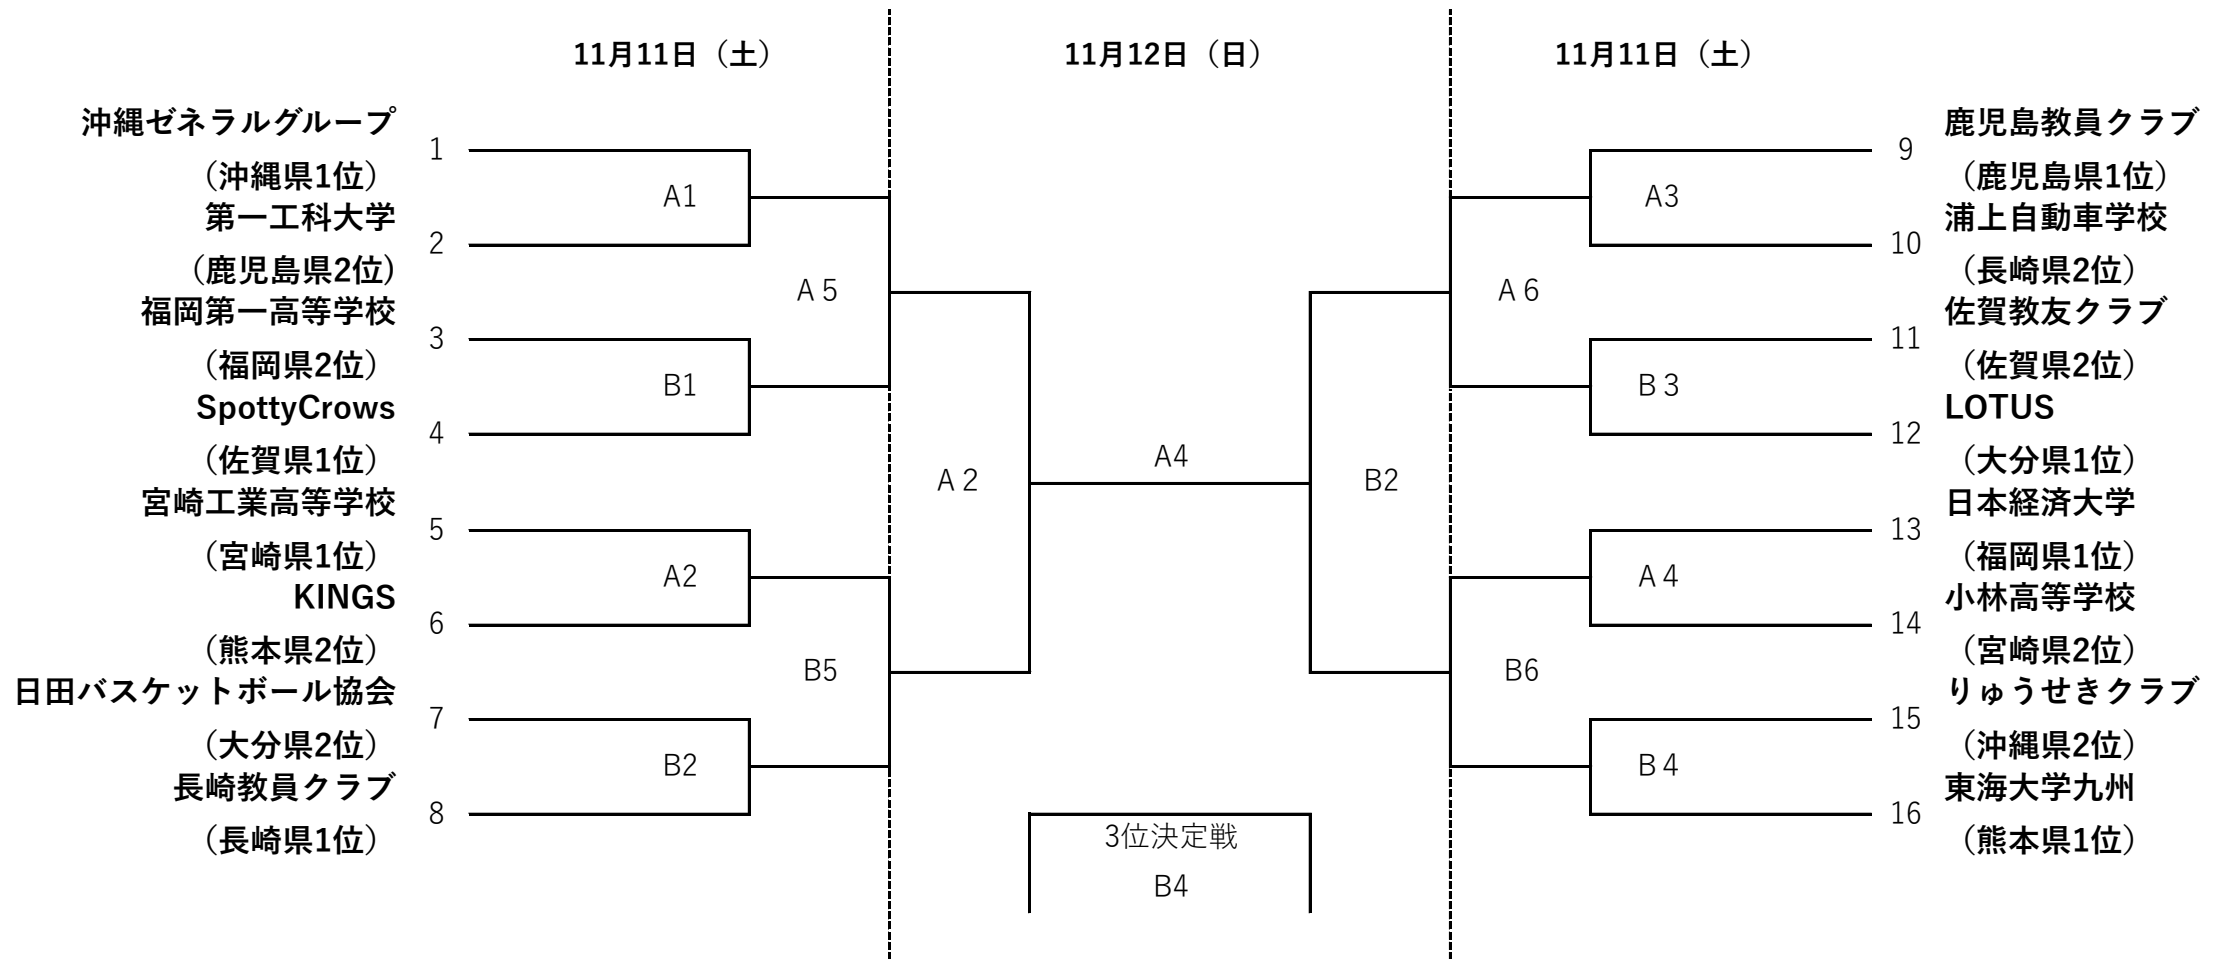 11月11日（土）
11月12日（日）
11月11日（土）
沖縄ゼネラルグループ
1
（沖縄県1位）
第一工科大学
2
（鹿児島県2位）
福岡第一高等学校
3
（福岡県2位）
SpottyCrows
4
（佐賀県1位）
宮崎工業高等学校
5
（宮崎県1位）
KINGS
6
（熊本県2位）
日田バスケットボール協会
7
（大分県2位）
長崎教員クラブ
8
（長崎県1位）
A1
B1
A2
B2
A 5
B5
A 2
A4
B2
3位決定戦
B4
A 6
B6
A3
B 3
A 4
B 4
鹿児島教員クラブ
9
（鹿児島県1位）
浦上自動車学校
10
（長崎県2位）
佐賀教友クラブ
11
（佐賀県2位）
LOTUS
12
（大分県1位）
日本経済大学
13
（福岡県1位）
小林高等学校
14
（宮崎県2位）
りゅうせきクラブ
15
（沖縄県2位）
東海大学九州
16
（熊本県1位）